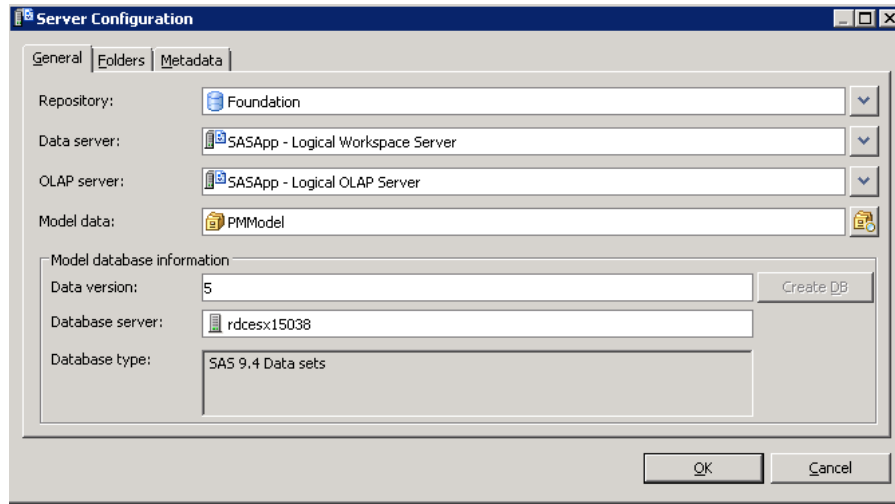 Server Configuration
General Folders Metadata
Repository: Foundation
Data server: SASApp - Logical Workspace Server
OLAP server: SASApp - Logical OLAP Server
Model data: PMModel
Model database information
Data version: 5 Create DB
Database server: rdcesx15038
Database type: SAS 9.4 Data sets
OK Cancel